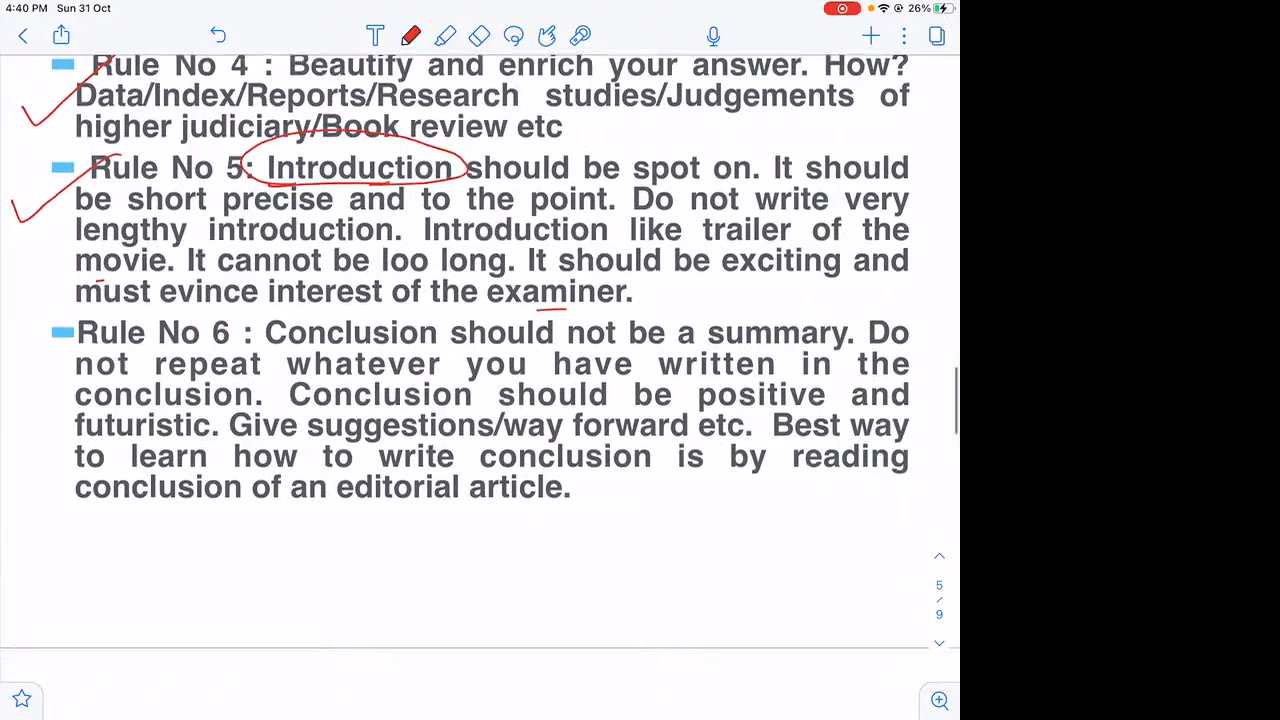 4:40 PM Sun 31 Oct 26%
Rule No 4 : Beautify and enrich your answer. How?
Data/Index/Reports/Research studies/Judgements of
higher judiciary/Book review etc
Rule No 5: Introduction should be spot on. It should
be short precise and to the point. Do not write very
lengthy introduction. Introduction like trailer of the
movie. It cannot be loo long. It should be exciting and
must evince interest of the examiner.
Rule No 6 : Conclusion should not be a summary. Do
not repeat whatever you have written in the
conclusion. Conclusion should be positive and
futuristic. Give suggestions/way forward etc. Best way
to learn how to write conclusion is by reading
conclusion of an editorial article.
5
/
9